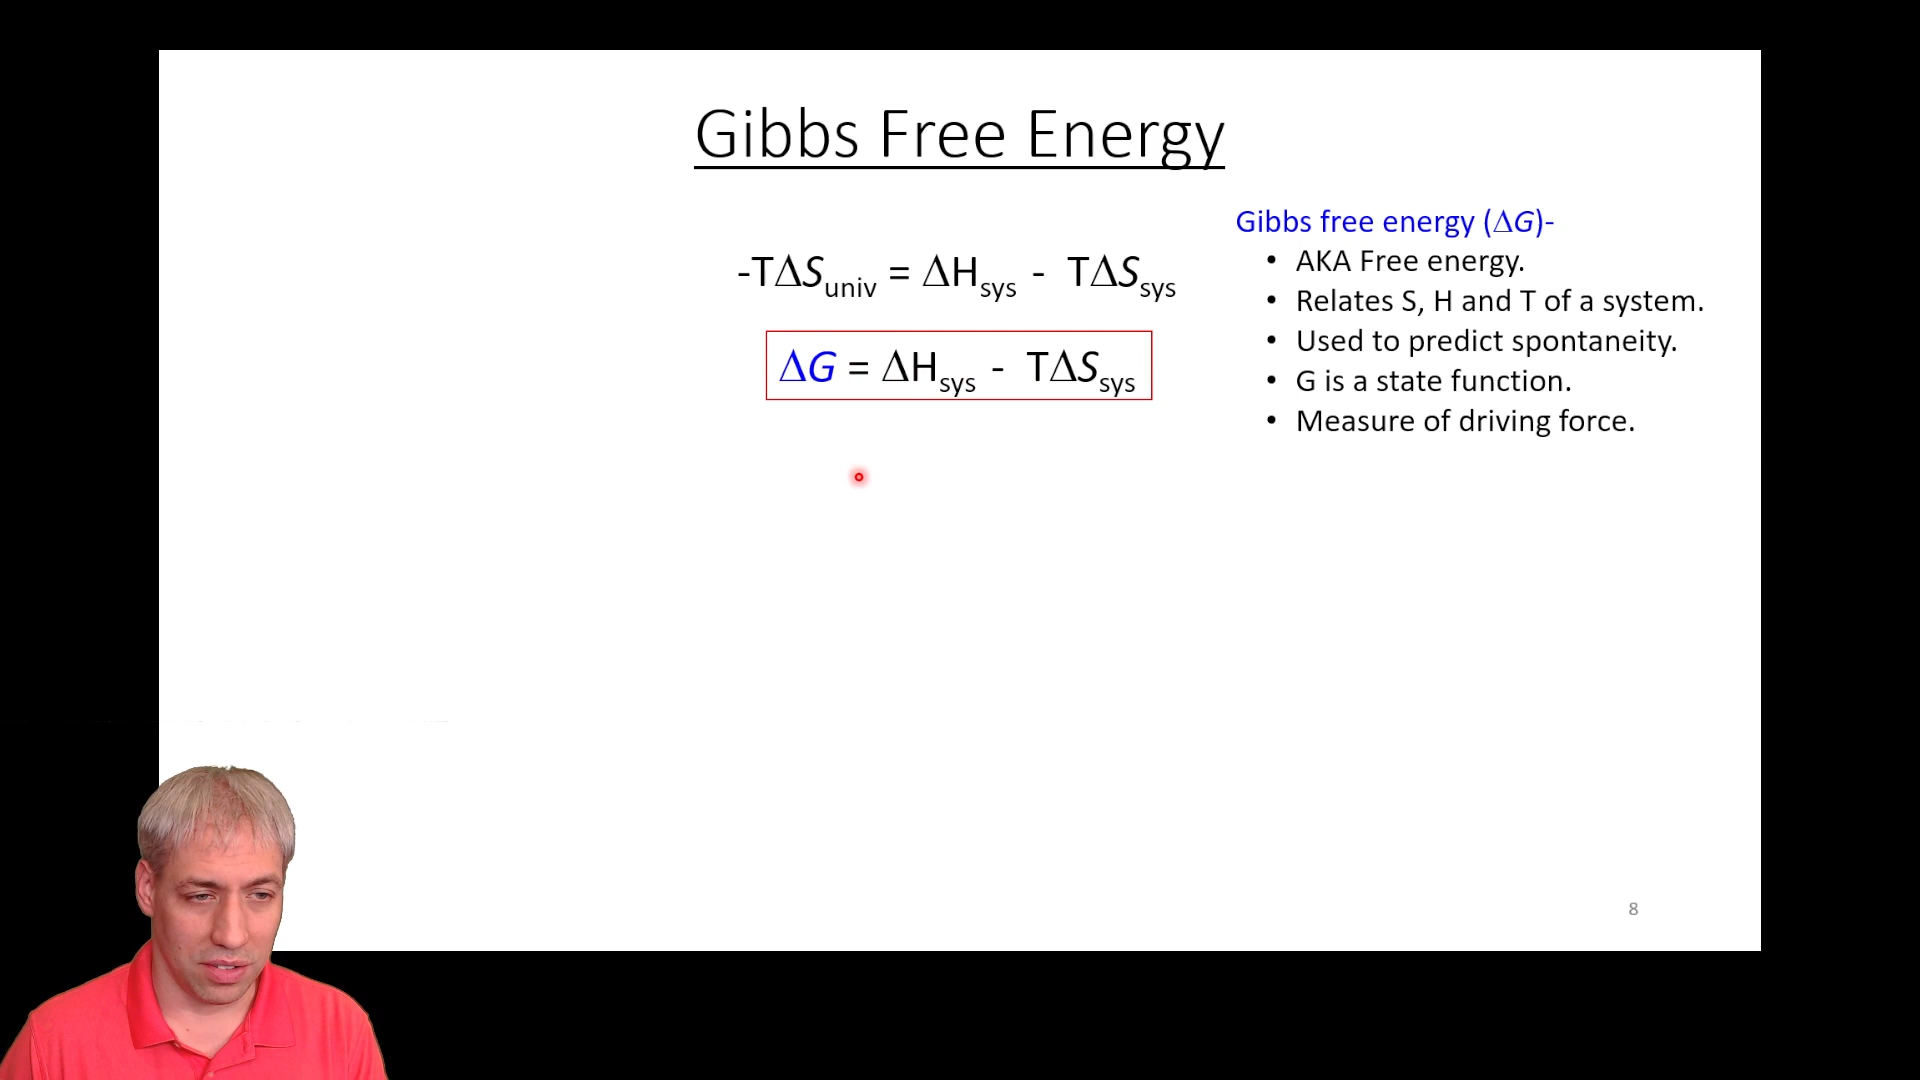 Gibbs Free Energy
-TΔS_univ = ΔH_sys - TΔS_sys
ΔG = ΔH_sys - TΔS_sys
Gibbs free energy (ΔG)-
• AKA Free energy.
• Relates S, H and T of a system.
• Used to predict spontaneity.
• G is a state function.
• Measure of driving force.
8